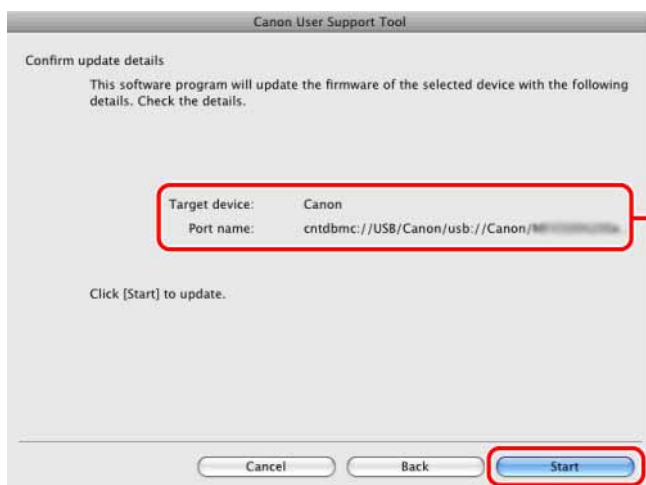 Canon User Support Tool
Confirm update details
This software program will update the firmware of the selected device with the following
details. Check the details.
Target device: Canon
Port name: cntdbmc://USB/Canon/usb://Canon/
Click [Start] to update.
Cancel Back Start